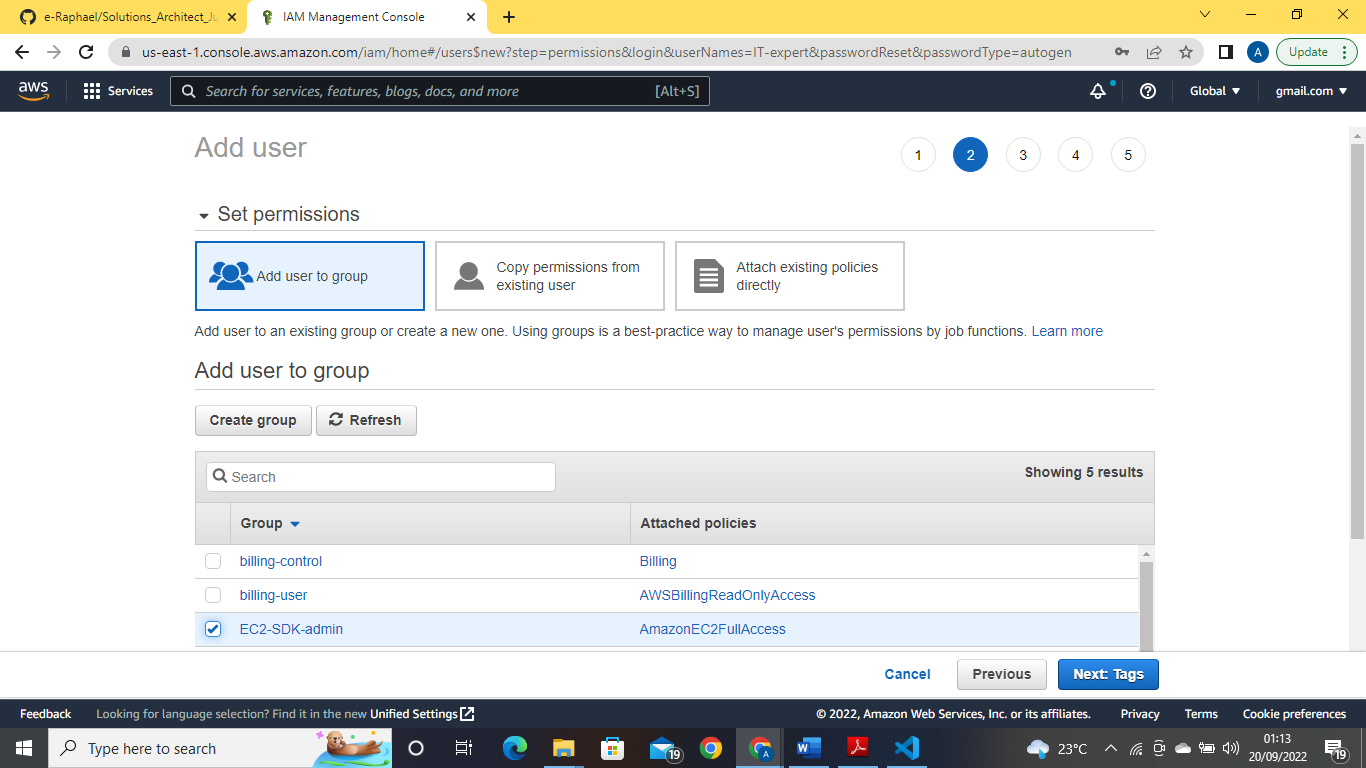 e-Raphael/Solutions_Architect_Ju
IAM Management Console
us-east-1.console.aws.amazon.com/iam/home#/users$new?step=permissions&login&userNames=IT-expert&passwordReset&passwordType=autogen
A
Update
aws
Services
Search for services, features, blogs, docs, and more
[Alt+S]
Global
gmail.com
Add user
1
2
3
4
5
Set permissions
Add user to group
Copy permissions from
existing user
Attach existing policies
directly
Add user to an existing group or create a new one. Using groups is a best-practice way to manage user's permissions by job functions. Learn more
Add user to group
Create group
Refresh
Search
Showing 5 results
Group
Attached policies
billing-control
Billing
billing-user
AWSBillingReadOnlyAccess
EC2-SDK-admin
AmazonEC2FullAccess
Cancel
Previous
Next: Tags
Feedback
Looking for language selection? Find it in the new Unified Settings
© 2022, Amazon Web Services, Inc. or its affiliates.
Privacy
Terms
Cookie preferences
Type here to search
19
A
23°C
01:13
20/09/2022
19